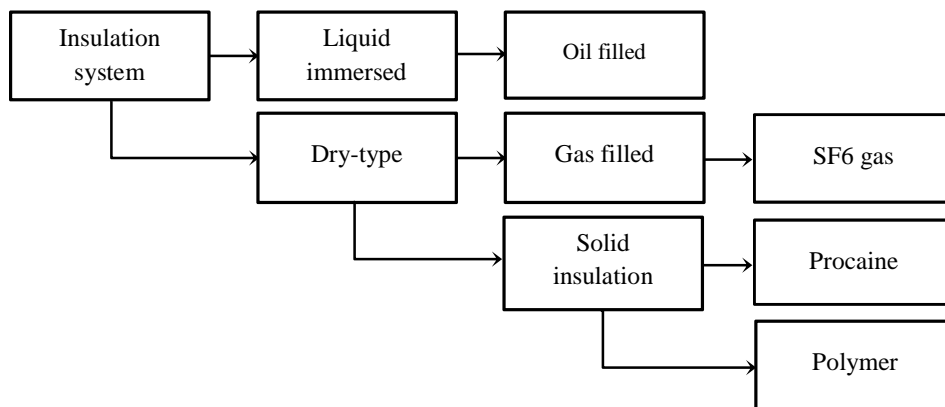 Insulation
system
Liquid
immersed
Oil filled
Dry-type
Gas filled
SF6 gas
Solid
insulation
Procaine
Polymer